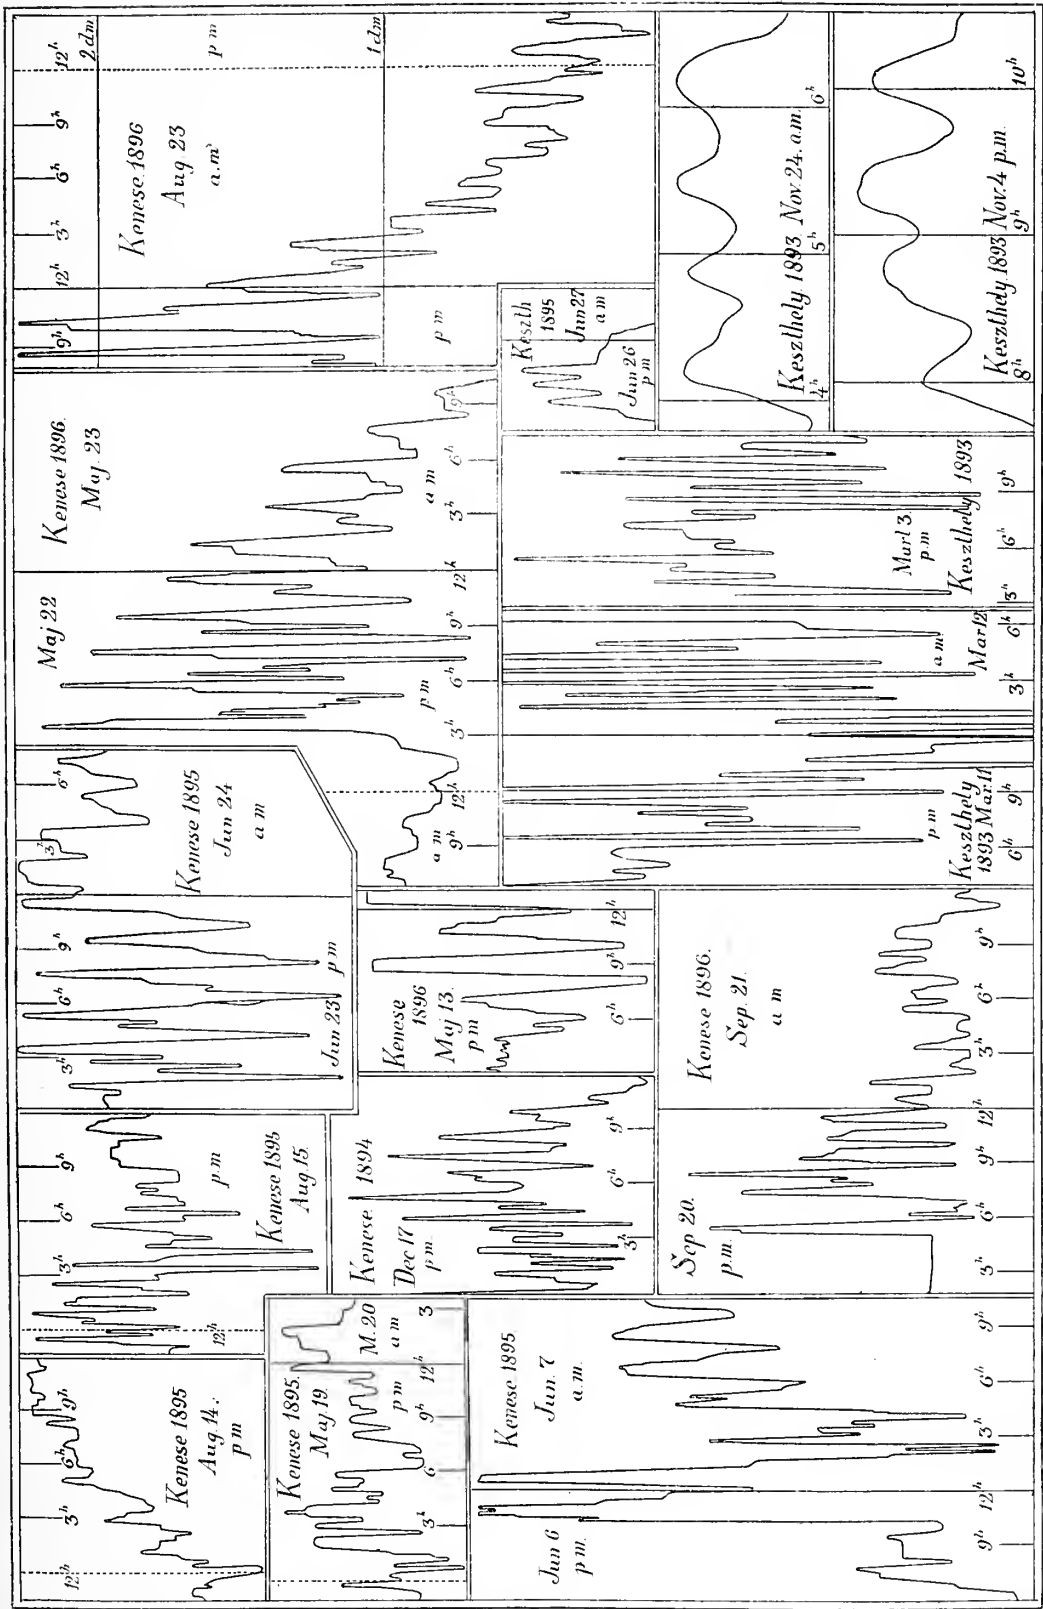 12ʰ
9ʰ
6ʰ
3ʰ
12ʰ
9ʰ
2 dm
p m
1 dm
Kenese 1896
Aug. 23
a.m
p m
Kenese 1896.
Maj 23
a m
9ʰ
6ʰ
3ʰ
12ʰ
Maj 22
9ʰ
6ʰ
p m
3ʰ
12ʰ
a m
9ʰ
Keszth
1895
Jun 27
a m
Jun 26
p m
6ʰ
Keszthely 1893 Nov. 24. a.m.
5ʰ
4ʰ
10ʰ
Keszthely 1893 Nov. 4 p.m.
9ʰ
8ʰ
Marl 3.
p.m
Keszthely 1893
9ʰ
6ʰ
3ʰ
a m
Mar 12
6ʰ
3ʰ
p m
Keszthely
1893 Mar. 11
9ʰ
6ʰ
6ʰ
3ʰ
Kenese 1895
Jun 24
a m
9ʰ
6ʰ
3ʰ
p m
Jun 23
Kenese
1896
Maj 13.
p m
12ʰ
9ʰ
6ʰ
Kenese 1896.
Sep. 21.
a m
9ʰ
6ʰ
3ʰ
12ʰ
9ʰ
6ʰ
3ʰ
Sep 20.
p.m.
9ʰ
6ʰ
3ʰ
12ʰ
p m
Kenese 1895
Aug. 15.
Kenese 1894
Dec 17
p m.
9ʰ
6ʰ
3ʰ
9ʰ
6ʰ
3ʰ
12ʰ
Kenese 1895
Aug. 14.
p m
Kenese 1895.
Maj. 19.
p m
M. 20
a m
3
12ʰ
9ʰ
6
3ʰ
Kenese 1895
Jun. 7
a.m.
Jun 6
p m.
9ʰ
6ʰ
3ʰ
12ʰ
9ʰ